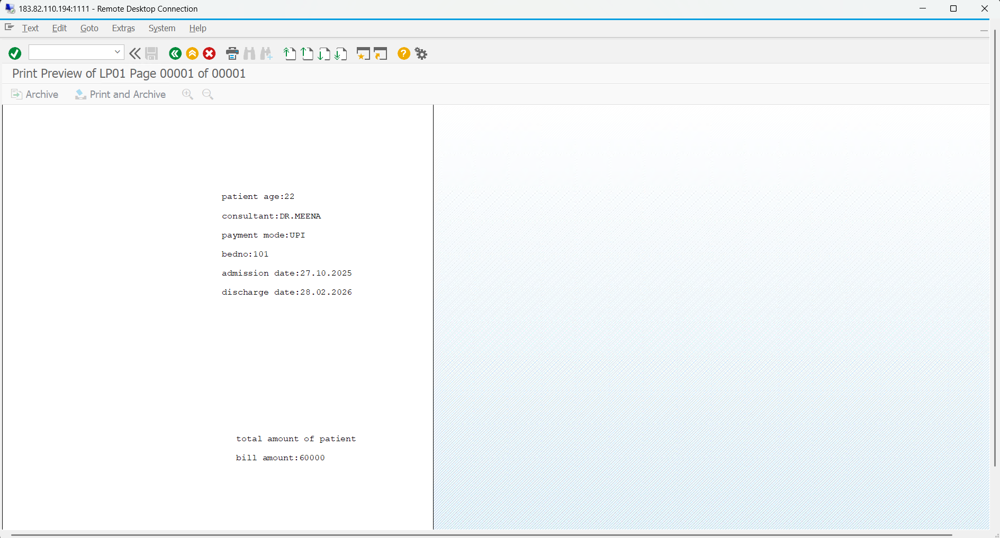 183.82.110.194:1111 - Remote Desktop Connection
Text Edit Goto Extras System Help
Print Preview of LP01 Page 00001 of 00001
Archive Print and Archive
patient age:22
consultant:DR.MEENA
payment mode:UPI
bedno:101
admission date:27.10.2025
discharge date:28.02.2026
total amount of patient
bill amount:60000